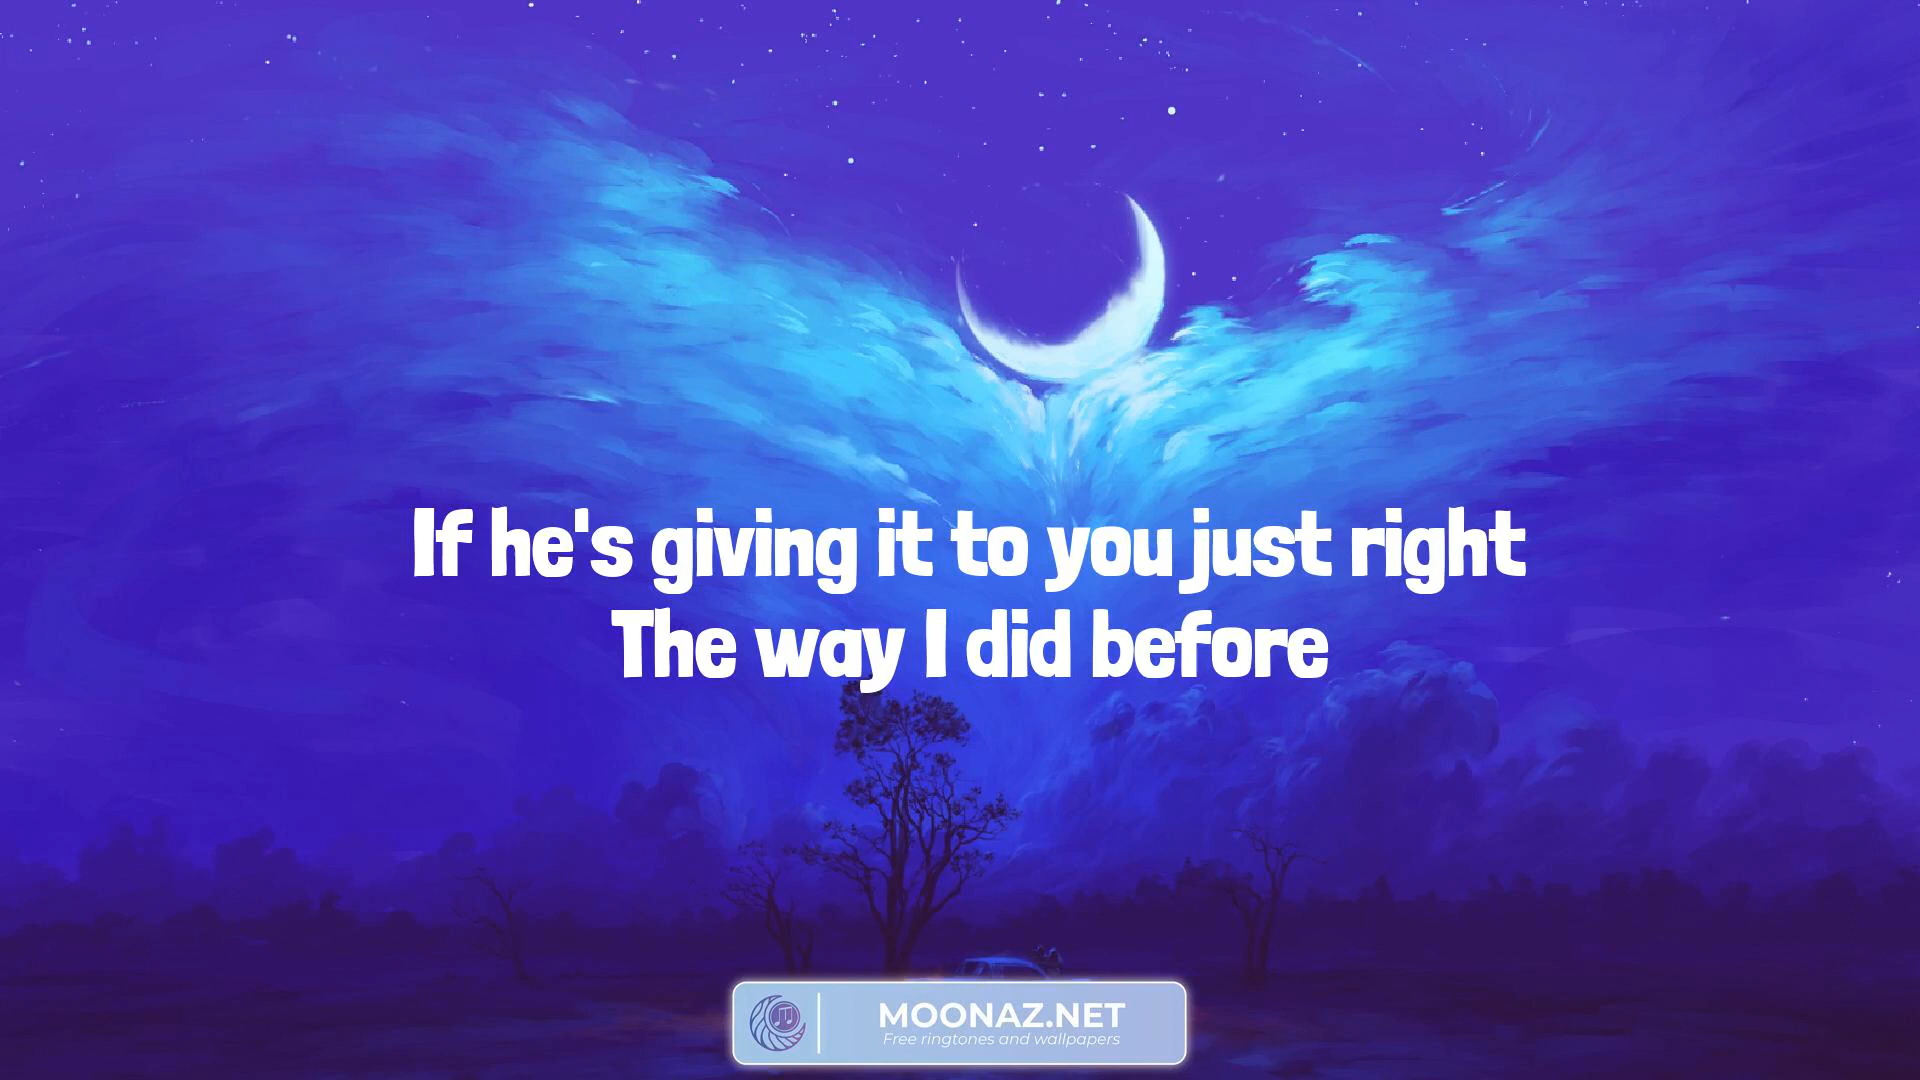 If he's giving it to you just right
The way I did before
MOONAZ.NET
Free ringtones and wallpapers